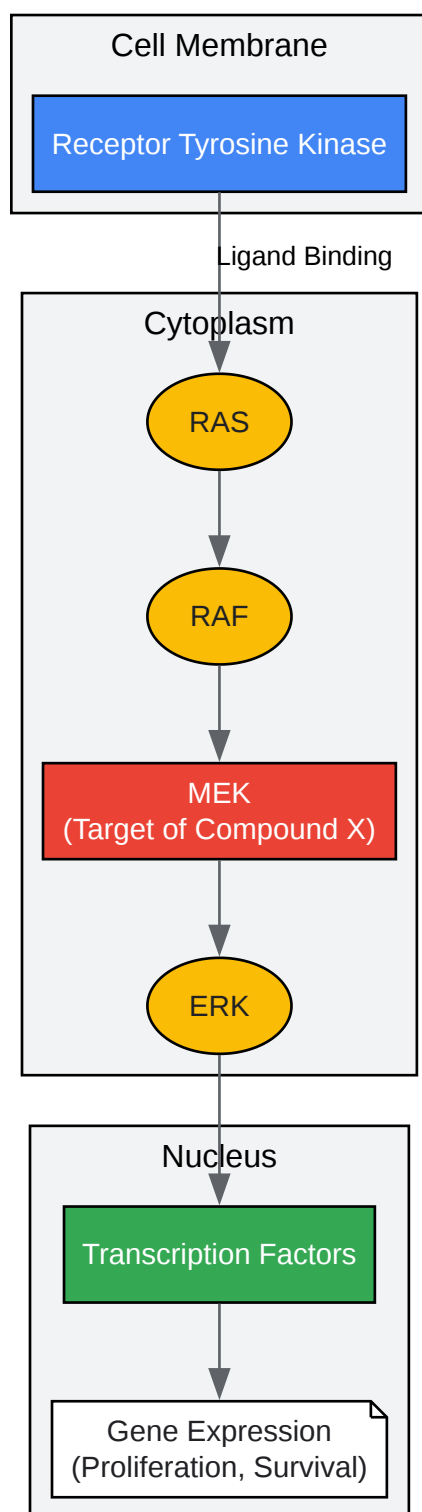 Cell Membrane
Receptor Tyrosine Kinase
Ligand Binding
Cytoplasm
RAS
RAF
MEK
(Target of Compound X)
ERK
Nucleus
Transcription Factors
Gene Expression
(Proliferation, Survival)